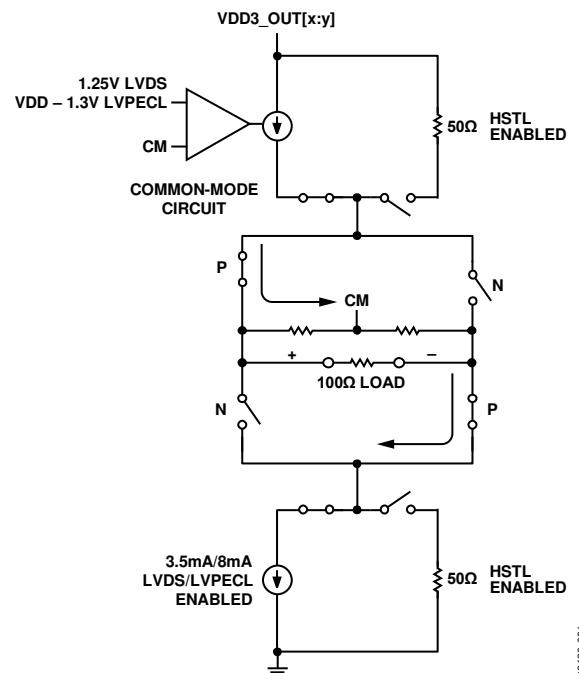 VDD3_OUT[x:y]
1.25V LVDS
VDD – 1.3V LVPECL
CM
COMMON-MODE
CIRCUIT
50Ω
HSTL
ENABLED
P
N
CM
+
–
100Ω LOAD
N
P
3.5mA/8mA
LVDS/LVPECL
ENABLED
50Ω
HSTL
ENABLED